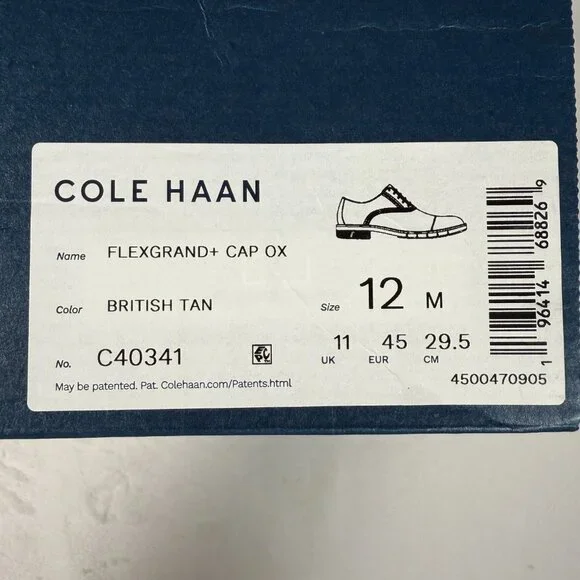 COLE HAAN
Name FLEXGRAND+ CAP OX
Color BRITISH TAN
Size 12 M
No. C40341
11 45 29.5
UK EUR CM
May be patented. Pat. Colehaan.com/Patents.html
4500470905
1 96414 68826 9